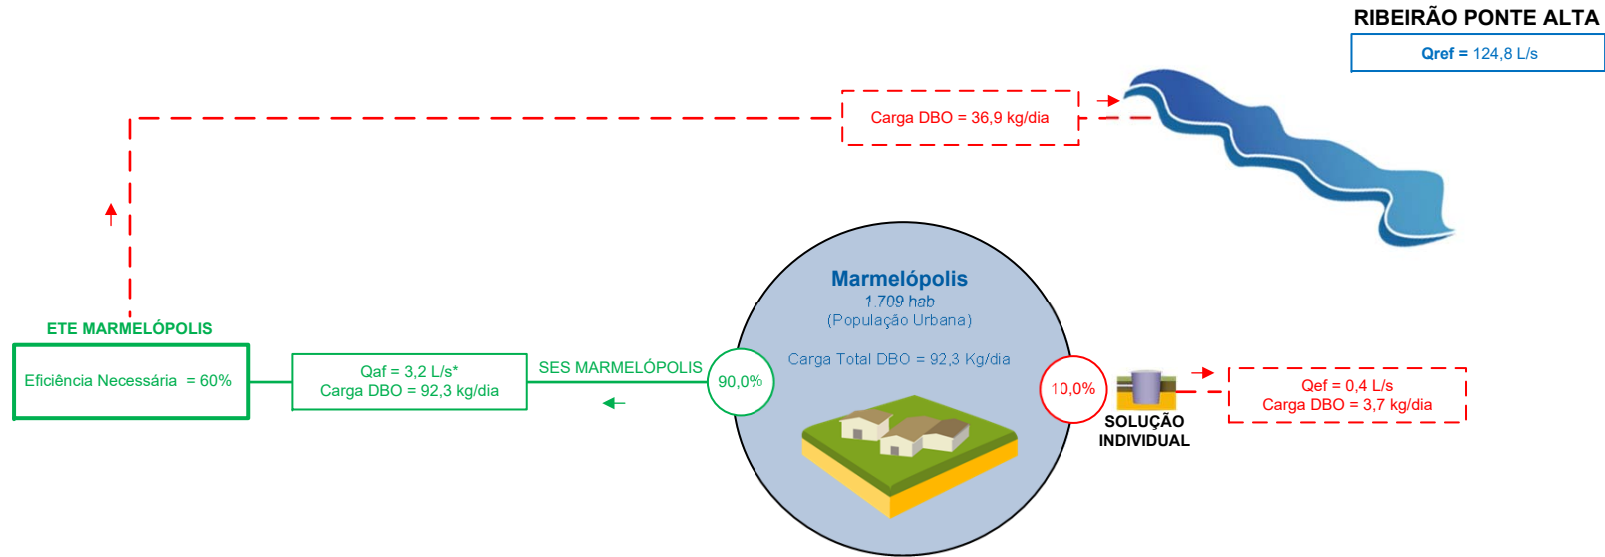 RIBEIRÃO PONTE ALTA
Qref = 124,8 L/s
Carga DBO = 36,9 kg/dia
Marmelópolis
1.709 hab
(População Urbana)
Carga Total DBO = 92,3 Kg/dia
ETE MARMELÓPOLIS
Eficiência Necessária = 60%
Qaf = 3,2 L/s*
Carga DBO = 92,3 kg/dia
SES MARMELÓPOLIS
90,0%
10,0%
SOLUÇÃO
INDIVIDUAL
Qef = 0,4 L/s
Carga DBO = 3,7 kg/dia